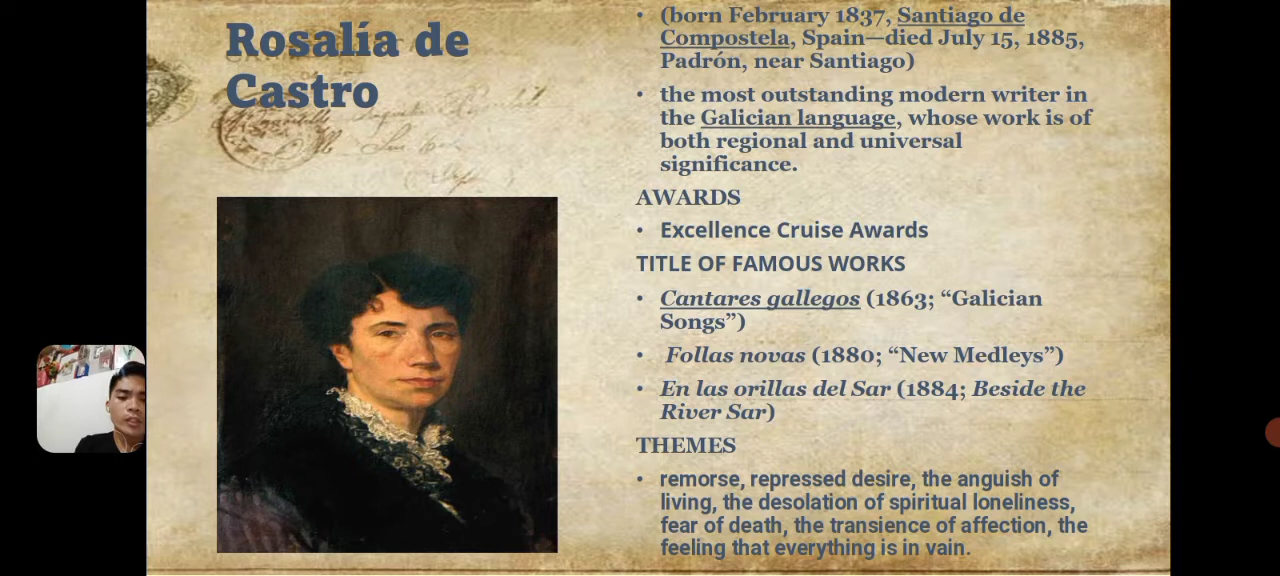 Rosalía de
Castro
• (born February 1837, Santiago de
Compostela, Spain—died July 15, 1885,
Padrón, near Santiago)
• the most outstanding modern writer in
the Galician language, whose work is of
both regional and universal
significance.
AWARDS
• Excellence Cruise Awards
TITLE OF FAMOUS WORKS
• Cantares gallegos (1863; “Galician
Songs”)
• Follas novas (1880; “New Medleys”)
• En las orillas del Sar (1884; Beside the
River Sar)
THEMES
• remorse, repressed desire, the anguish of
living, the desolation of spiritual loneliness,
fear of death, the transience of affection, the
feeling that everything is in vain.